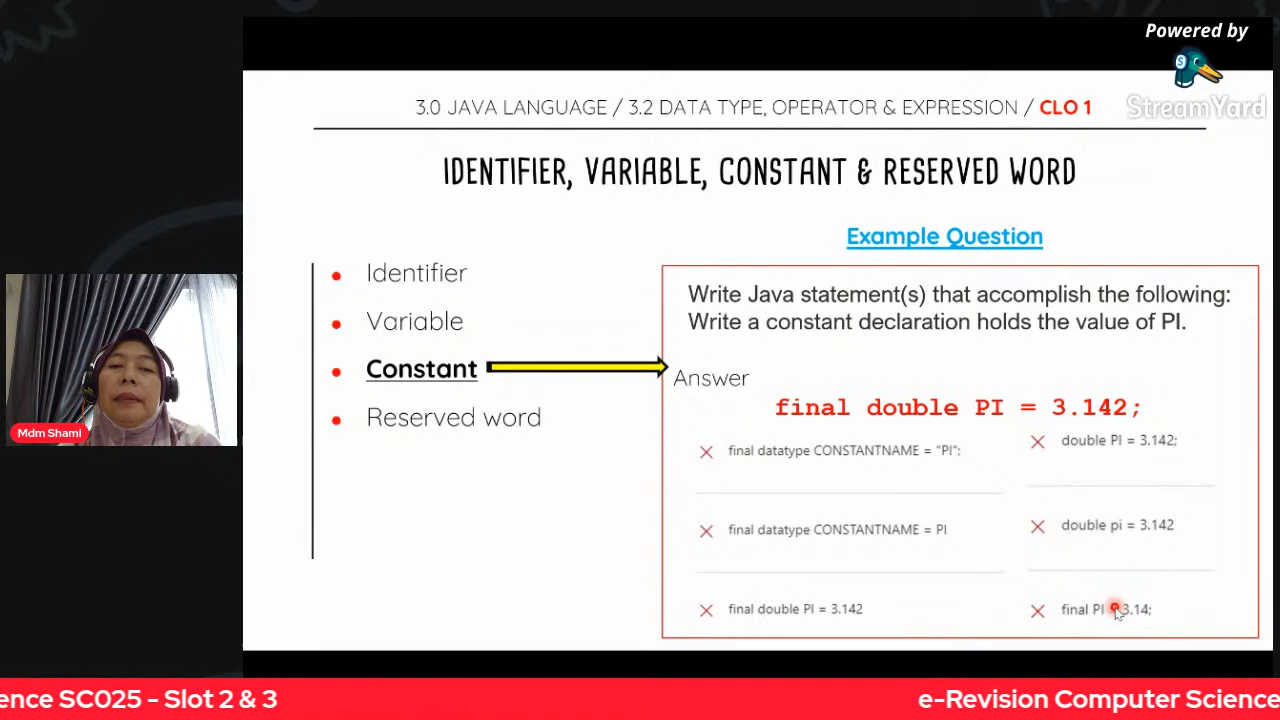 Powered by
StreamYard
3.0 JAVA LANGUAGE / 3.2 DATA TYPE, OPERATOR & EXPRESSION / CLO 1
IDENTIFIER, VARIABLE, CONSTANT & RESERVED WORD
Identifier
Variable
Constant
Reserved word
Example Question
Write Java statement(s) that accomplish the following:
Write a constant declaration holds the value of PI.
Answer
final double PI = 3.142;
final datatype CONSTANTNAME = "PI";
final datatype CONSTANTNAME = PI
final double PI = 3.142
double PI = 3.142;
double pi = 3.142
final PI 3.14;
Mdm Shami
ence SC025 - Slot 2 & 3
e-Revision Computer Science